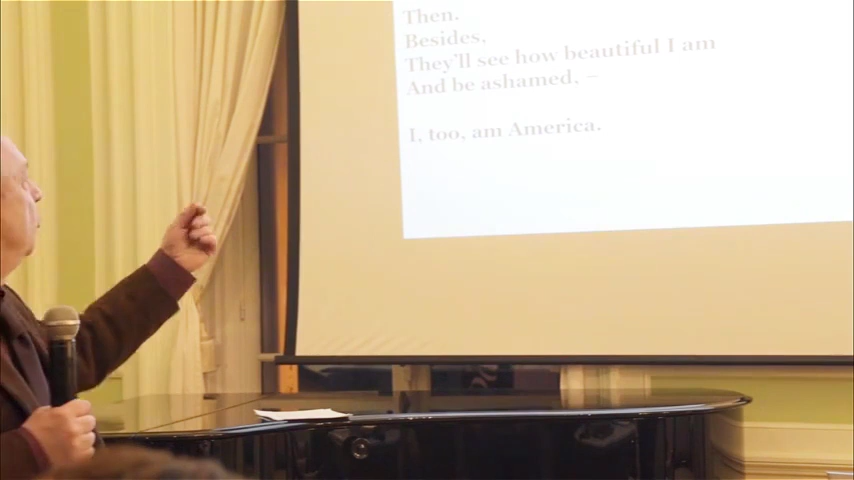 Then.
Besides,
They'll see how beautiful I am
And be ashamed, –
I, too, am America.